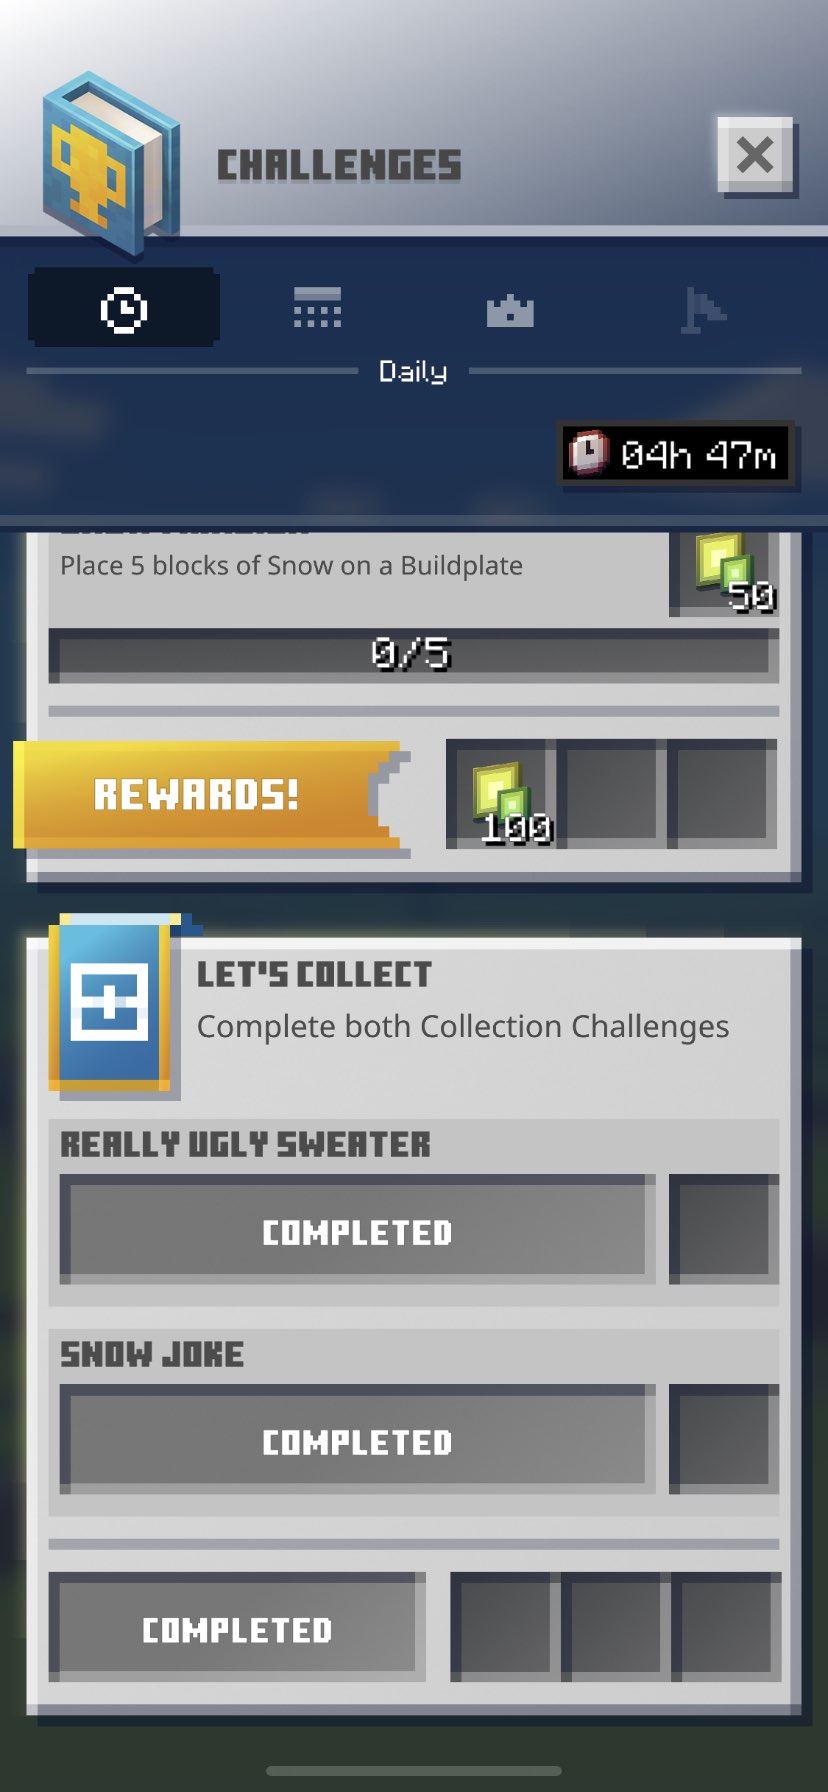 CHALLENGES
Daily
04h 47m
Place 5 blocks of Snow on a Buildplate
50
0/5
REWARDS!
100
LET'S COLLECT
Complete both Collection Challenges
REALLY UGLY SWEATER
COMPLETED
SNOW JOKE
COMPLETED
COMPLETED